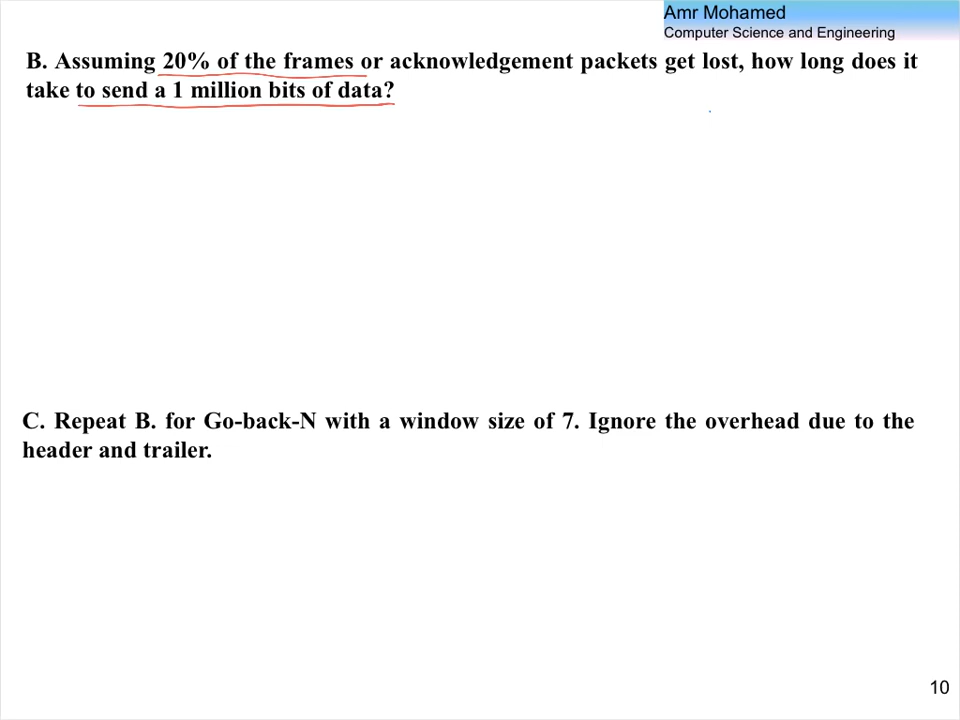 Amr Mohamed
Computer Science and Engineering
B. Assuming 20% of the frames or acknowledgement packets get lost, how long does it
take to send a 1 million bits of data?
C. Repeat B. for Go-back-N with a window size of 7. Ignore the overhead due to the
header and trailer.
10